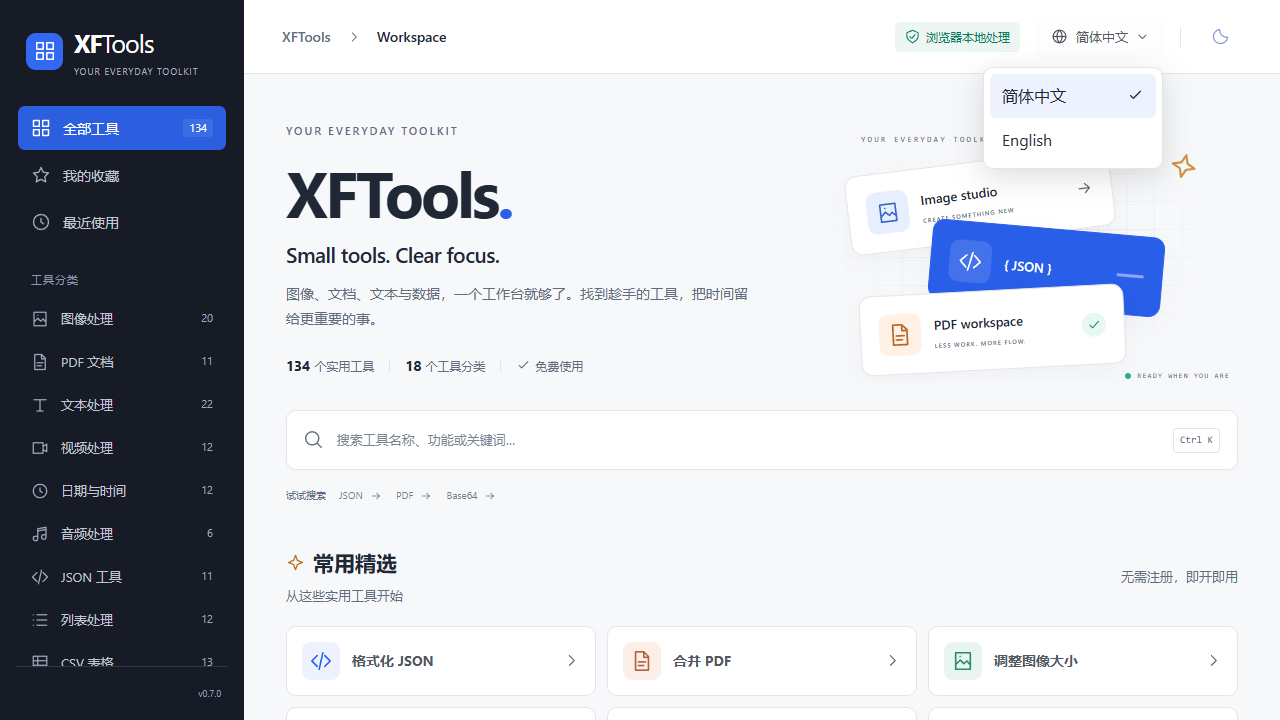 XFTools
YOUR EVERYDAY TOOLKIT
全部工具 134
我的收藏
最近使用
工具分类
图像处理 20
PDF 文档 11
文本处理 22
视频处理 12
日期与时间 12
音频处理 6
JSON 工具 11
列表处理 12
CSV 表格 13
v0.7.0
XFTools > Workspace
浏览器本地处理
简体中文
简体中文
English
YOUR EVERYDAY TOOLKIT
XFTools.
Small tools. Clear focus.
图像、文档、文本与数据，一个工作台就够了。找到趁手的工具，把时间留
给更重要的事。
134 个实用工具
18 个工具分类
免费使用
YOUR EVERYDAY
Image studio
CREATE SOMETHING NEW
{ JSON }
PDF workspace
LESS WORK. MORE FLOW.
READY WHEN YOU ARE
搜索工具名称、功能或关键词...
Ctrl K
试试搜索 JSON → PDF → Base64 →
常用精选
从这些实用工具开始
无需注册，即开即用
格式化 JSON
合并 PDF
调整图像大小